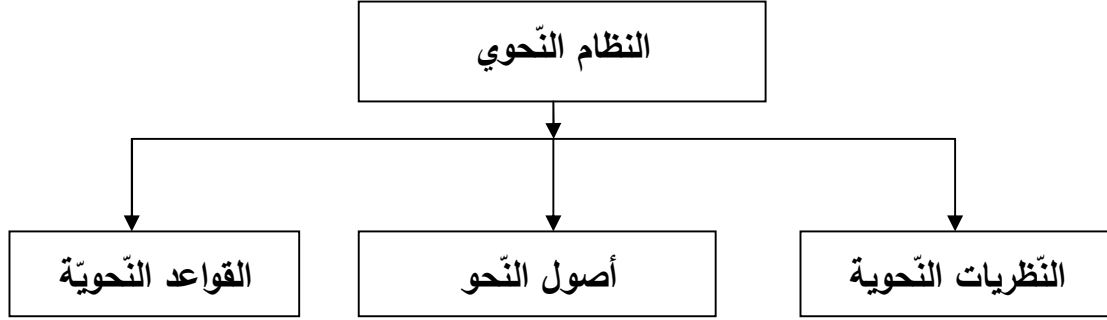 النظام النّحوي
النّظريات النّحوية
أصول النّحو
القواعد النّحويّة